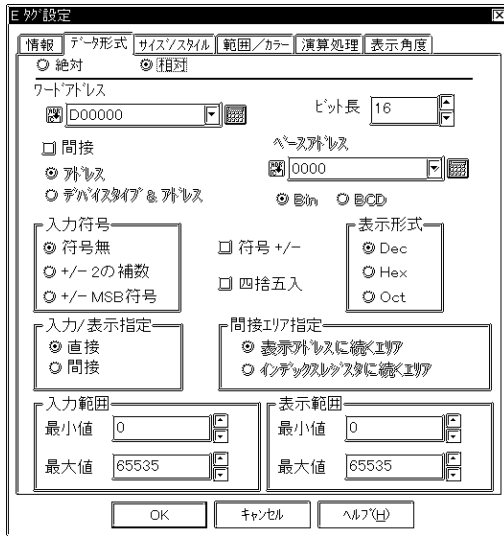 E ﾀｸﾞ設定
情報 ﾃﾞｰﾀ形式 ｻｲｽﾞ/ｽﾀｲﾙ 範囲／ｶﾗｰ 演算処理 表示角度
絶対 相対
ﾜｰﾄﾞｱﾄﾞﾚｽ
D00000
ﾋﾞｯﾄ長 16
間接
ｱﾄﾞﾚｽ
ﾃﾞﾊﾞｲｽﾀｲﾌﾟ & ｱﾄﾞﾚｽ
ﾍﾞｰｽｱﾄﾞﾚｽ
0000
Bin BCD
入力符号
符号無
+/- 2の補数
+/- MSB符号
符号 +/-
四捨五入
表示形式
Dec
Hex
Oct
入力/表示指定
直接
間接
間接ｴﾘｱ指定
表示ｱﾄﾞﾚｽに続くｴﾘｱ
ｲﾝﾃﾞｯｸｽﾚｼﾞｽﾀに続くｴﾘｱ
入力範囲
最小値 0
最大値 65535
表示範囲
最小値 0
最大値 65535
OK ｷｬﾝｾﾙ ﾍﾙﾌﾟ(H)